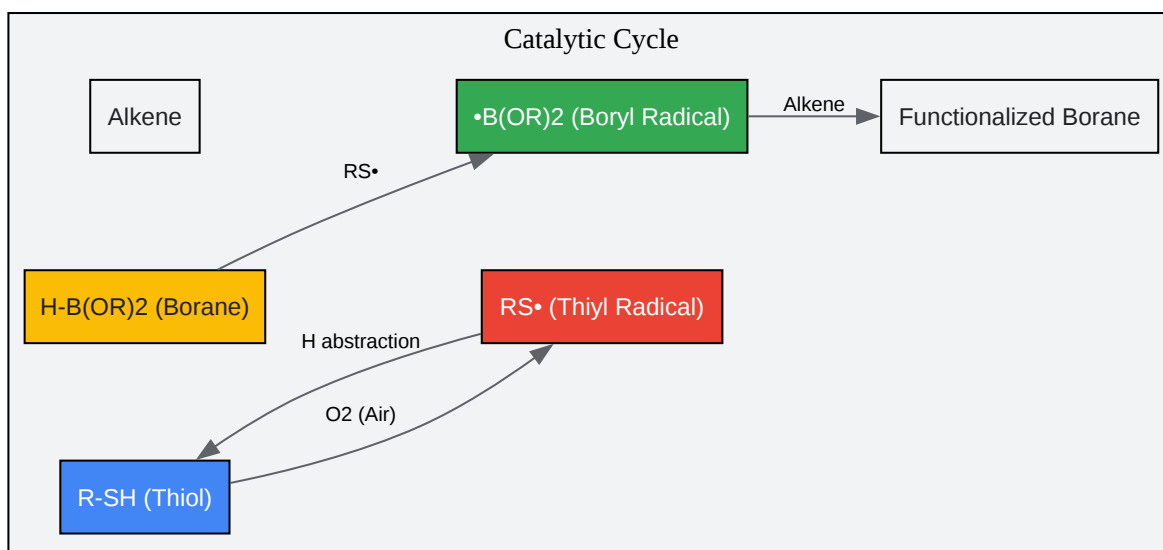 Catalytic Cycle
Alkene
•B(OR)2 (Boryl Radical)
Alkene
Functionalized Borane
RS•
H-B(OR)2 (Borane)
RS• (Thiyl Radical)
H abstraction
O2 (Air)
R-SH (Thiol)